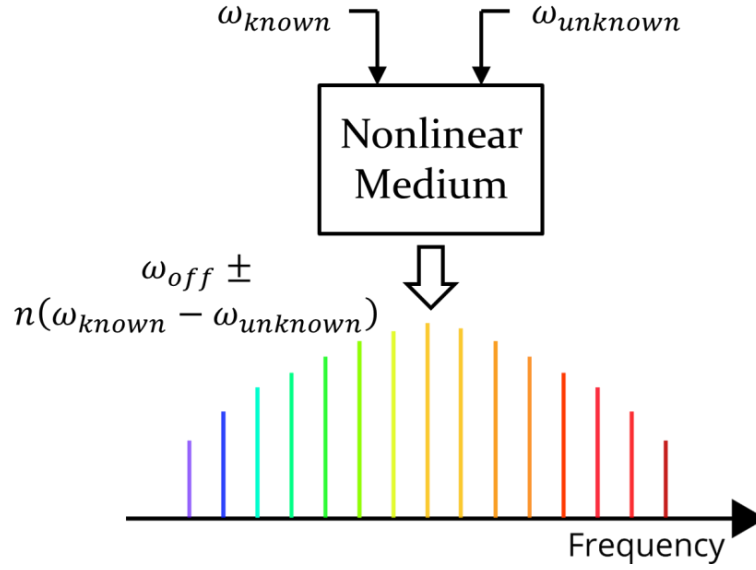 ω_known
ω_unknown
Nonlinear
Medium
ω_off ±
n(ω_known − ω_unknown)
Frequency